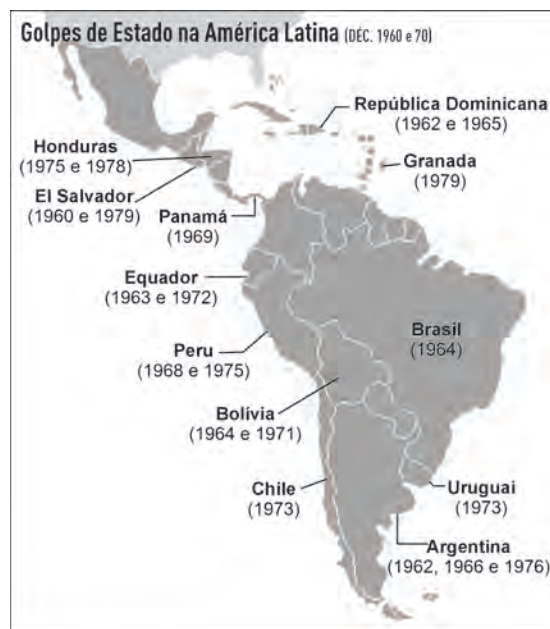 Golpes de Estado na América Latina (DÉC. 1960 e 70)
República Dominicana
(1962 e 1965)
Honduras
(1975 e 1978)
Granada
(1979)
El Salvador
(1960 e 1979)
Panamá
(1969)
Equador
(1963 e 1972)
Brasil
(1964)
Peru
(1968 e 1975)
Bolívia
(1964 e 1971)
Chile
(1973)
Uruguai
(1973)
Argentina
(1962, 1966 e 1976)